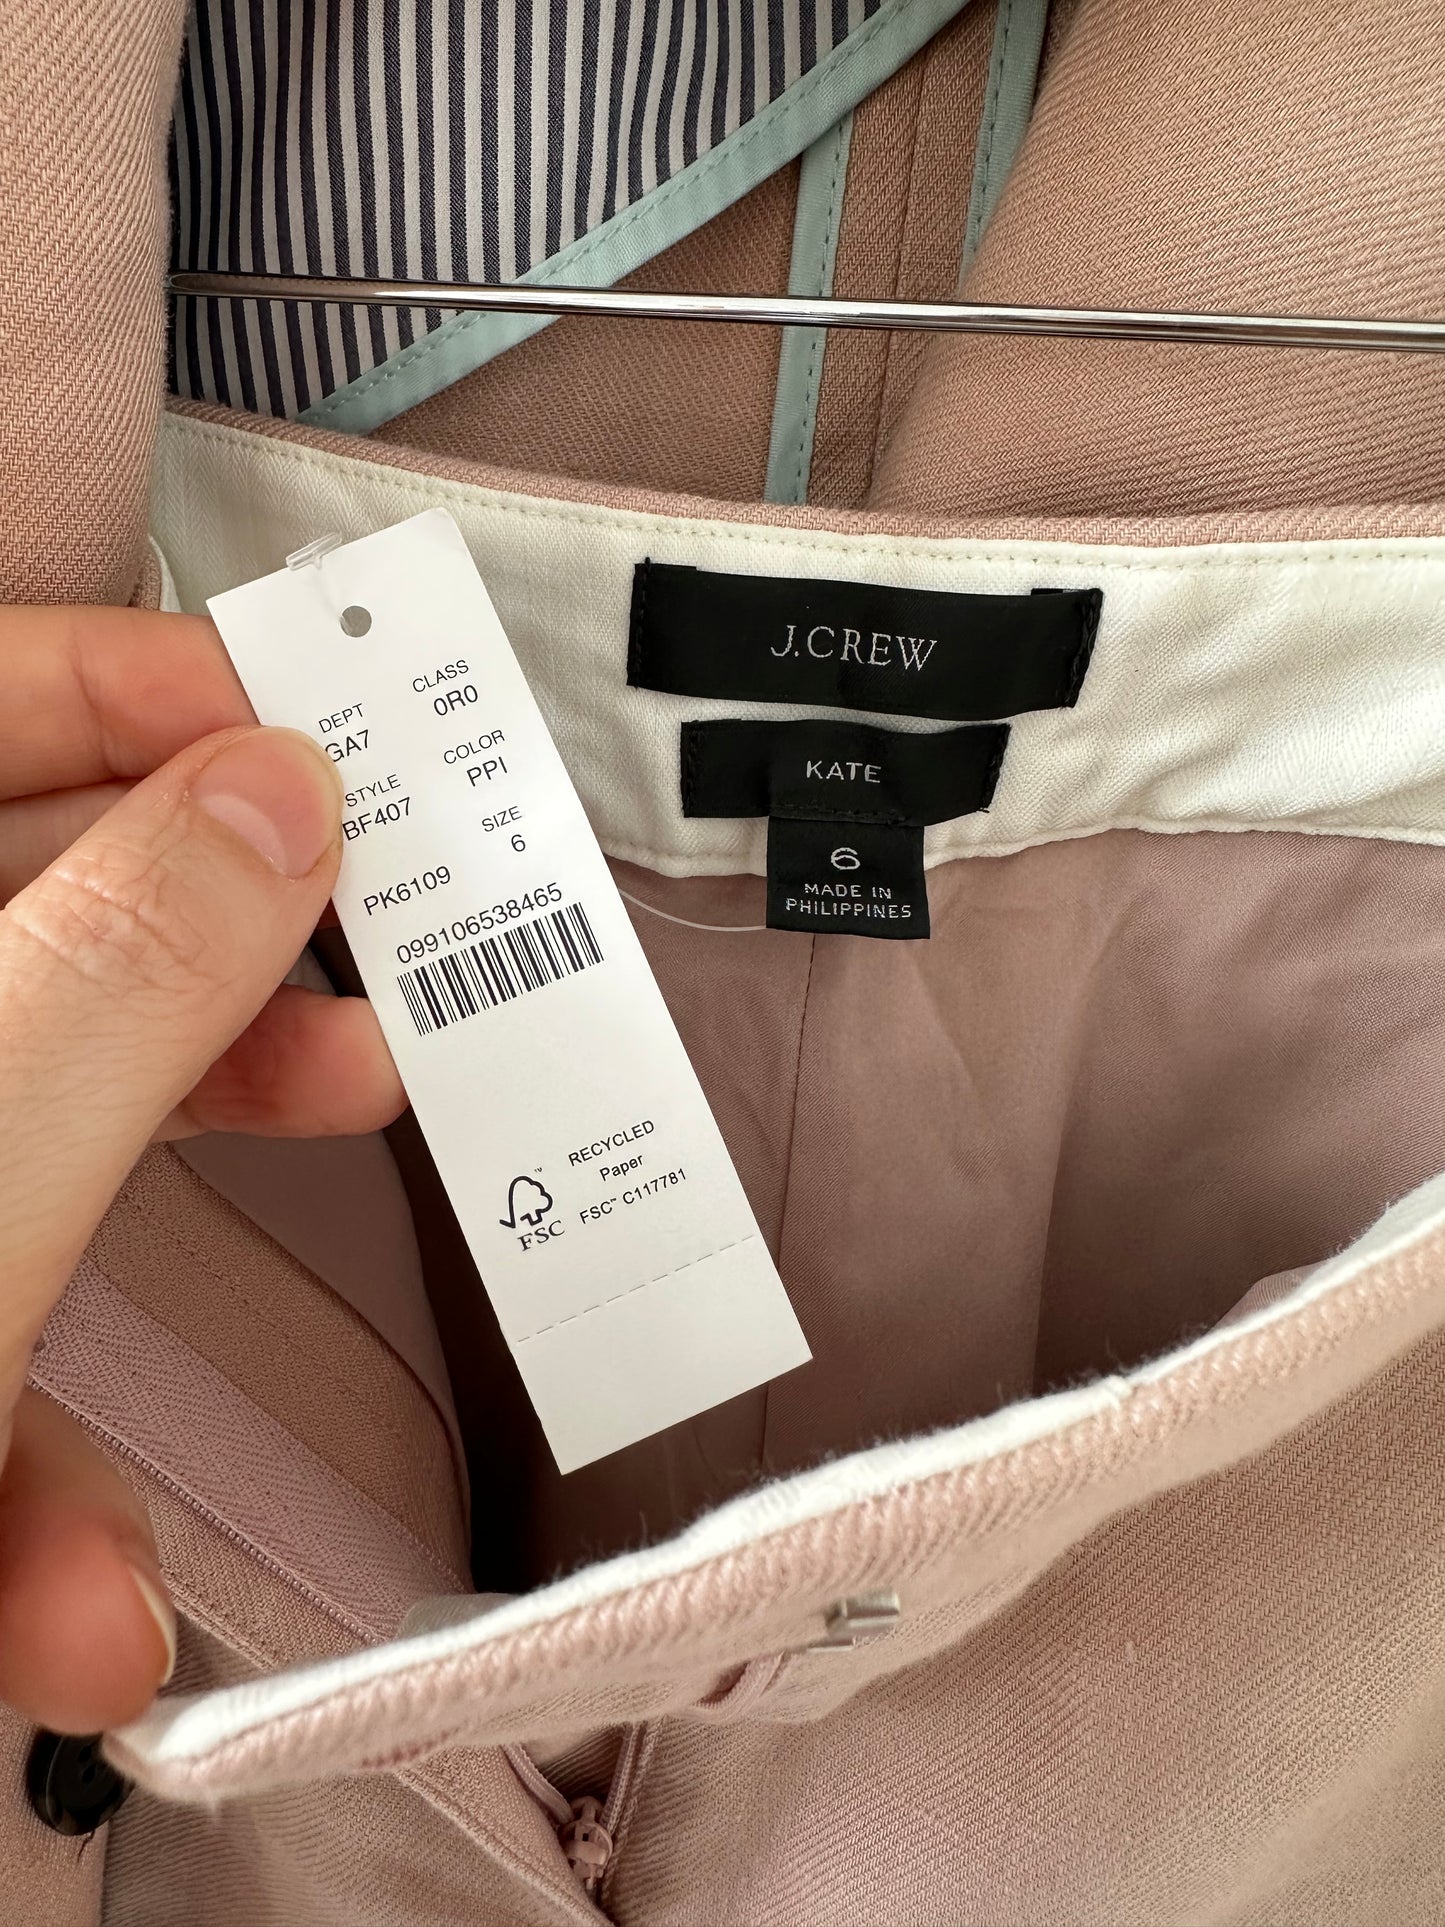 DEPT CLASS
GA7 0R0
STYLE COLOR
BF407 PPI
SIZE
PK6109 6
099106538465
RECYCLED
Paper
FSC™ C117781
™
FSC
J.CREW
KATE
6
MADE IN
PHILIPPINES